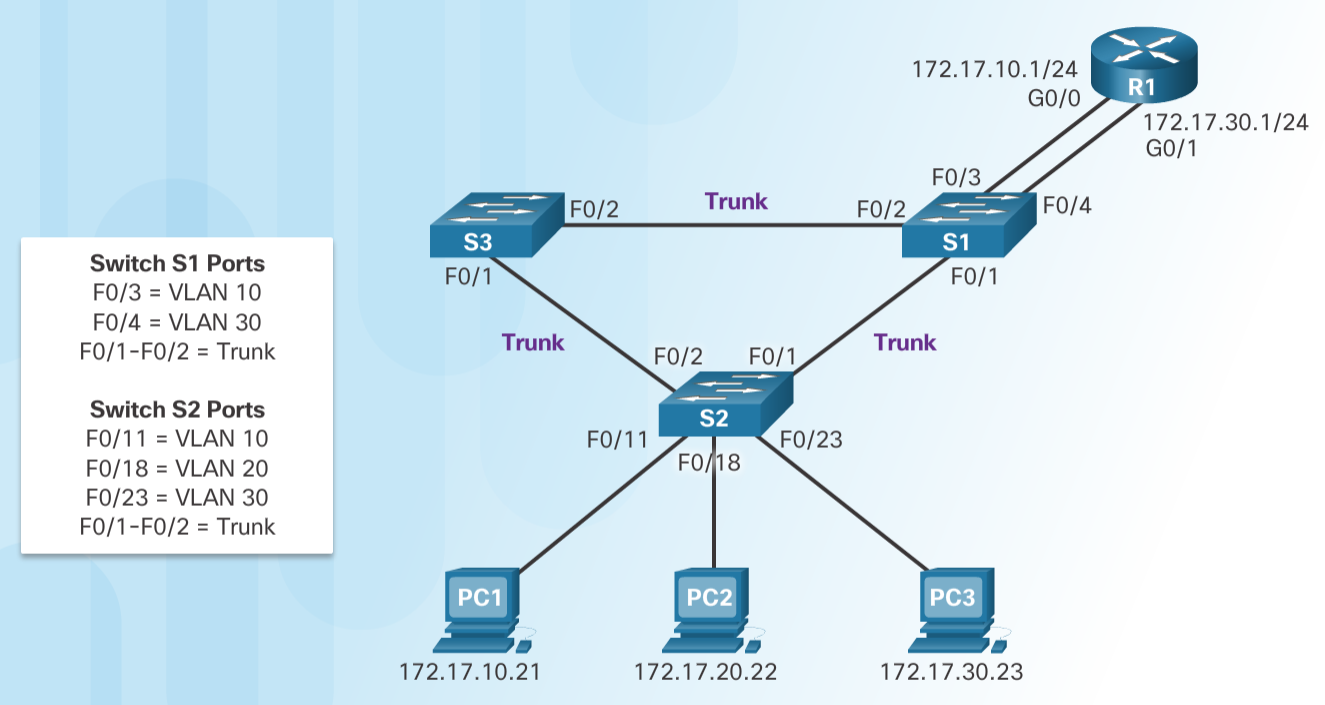 172.17.10.1/24
G0/0
R1
172.17.30.1/24
G0/1
F0/3
F0/4
F0/2
Trunk
F0/2
S3
S1
F0/1
F0/1
Switch S1 Ports
F0/3 = VLAN 10
F0/4 = VLAN 30
F0/1-F0/2 = Trunk
Switch S2 Ports
F0/11 = VLAN 10
F0/18 = VLAN 20
F0/23 = VLAN 30
F0/1-F0/2 = Trunk
Trunk
Trunk
F0/2
F0/1
S2
F0/11
F0/18
F0/23
PC1
PC2
PC3
172.17.10.21
172.17.20.22
172.17.30.23